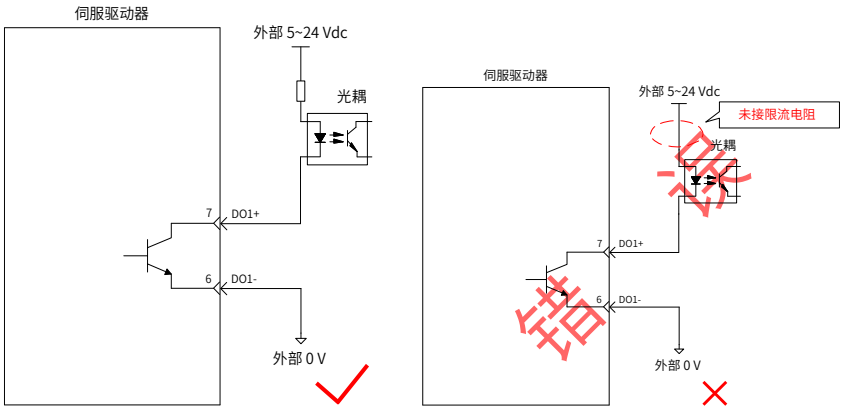 伺服驱动器
外部 5~24 Vdc
光耦
7
DO1+
6
DO1-
外部 0 V
伺服驱动器
外部 5~24 Vdc
未接限流电阻
光耦
7
DO1+
6
DO1-
外部 0 V
错误